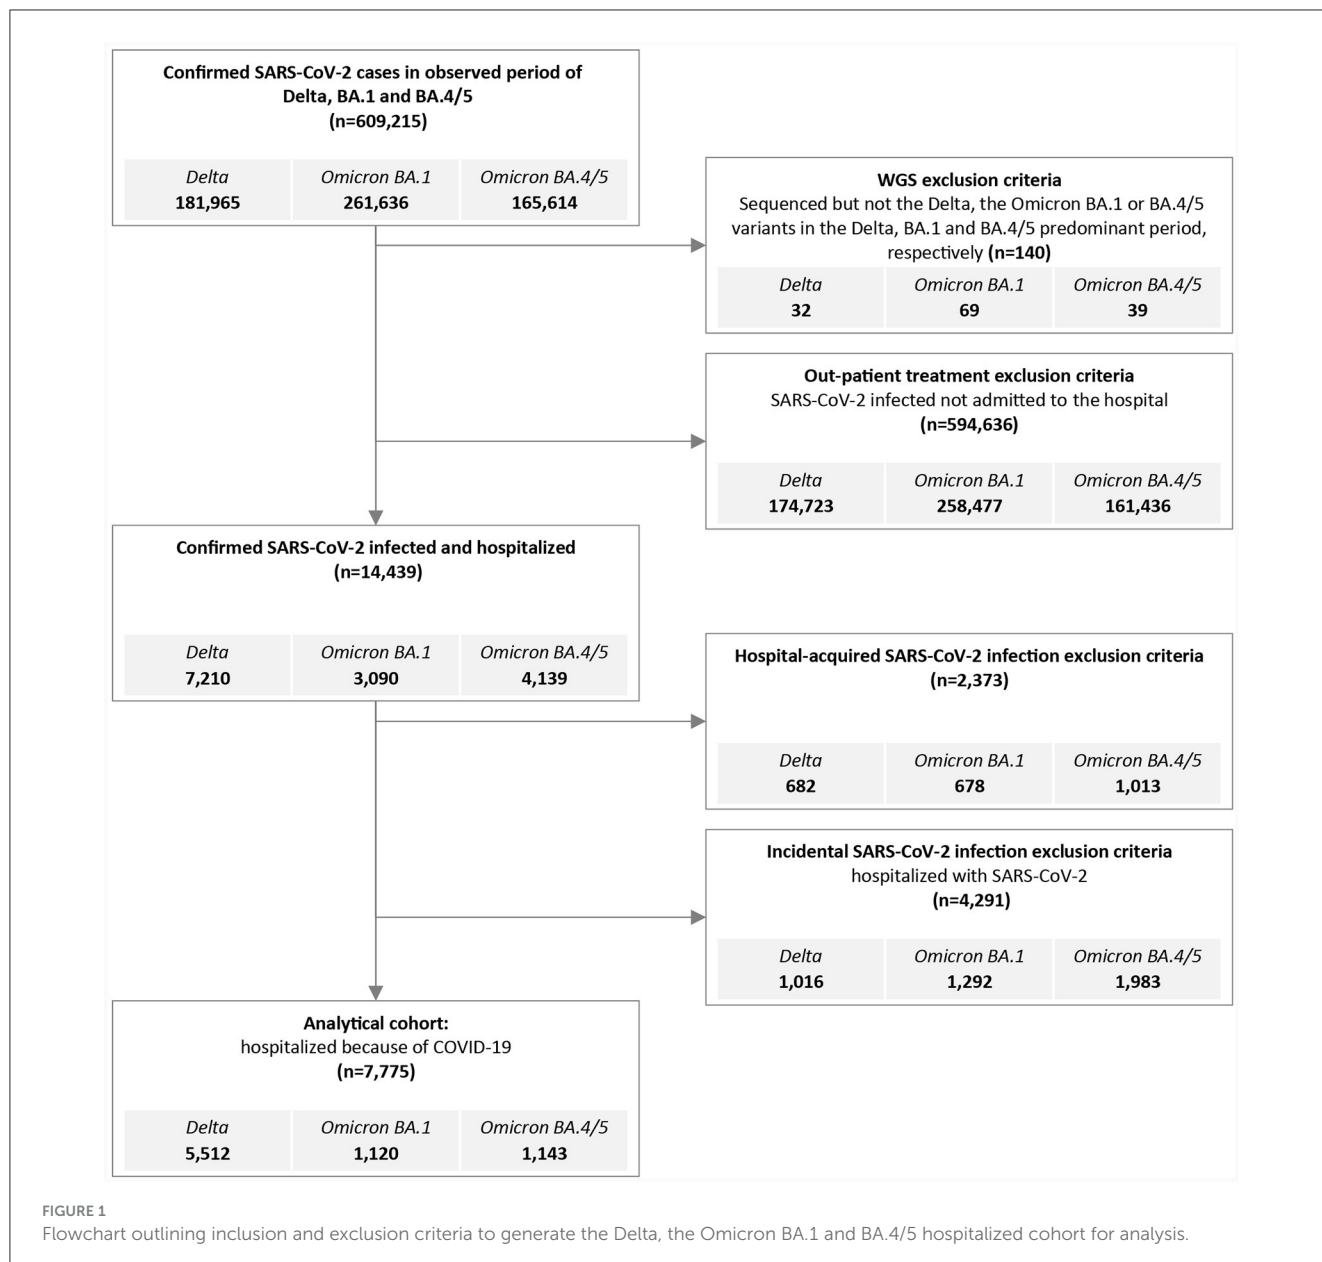 Confirmed SARS-CoV-2 cases in observed period of
Delta, BA.1 and BA.4/5
(n=609,215)
Delta Omicron BA.1 Omicron BA.4/5
181,965 261,636 165,614
WGS exclusion criteria
Sequenced but not the Delta, the Omicron BA.1 or BA.4/5
variants in the Delta, BA.1 and BA.4/5 predominant period,
respectively (n=140)
Delta Omicron BA.1 Omicron BA.4/5
32 69 39
Out-patient treatment exclusion criteria
SARS-CoV-2 infected not admitted to the hospital
(n=594,636)
Delta Omicron BA.1 Omicron BA.4/5
174,723 258,477 161,436
Confirmed SARS-CoV-2 infected and hospitalized
(n=14,439)
Delta Omicron BA.1 Omicron BA.4/5
7,210 3,090 4,139
Hospital-acquired SARS-CoV-2 infection exclusion criteria
(n=2,373)
Delta Omicron BA.1 Omicron BA.4/5
682 678 1,013
Incidental SARS-CoV-2 infection exclusion criteria
hospitalized with SARS-CoV-2
(n=4,291)
Delta Omicron BA.1 Omicron BA.4/5
1,016 1,292 1,983
Analytical cohort:
hospitalized because of COVID-19
(n=7,775)
Delta Omicron BA.1 Omicron BA.4/5
5,512 1,120 1,143
FIGURE 1
Flowchart outlining inclusion and exclusion criteria to generate the Delta, the Omicron BA.1 and BA.4/5 hospitalized cohort for analysis.